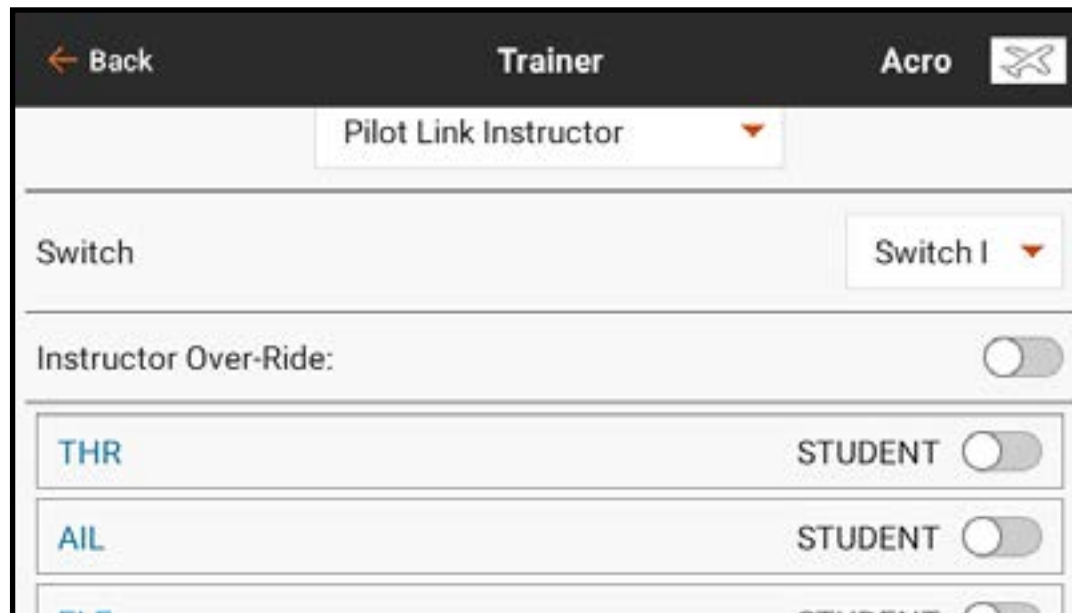 Back Trainer Acro
Pilot Link Instructor
Switch Switch I
Instructor Over-Ride:
THR STUDENT
AIL STUDENT